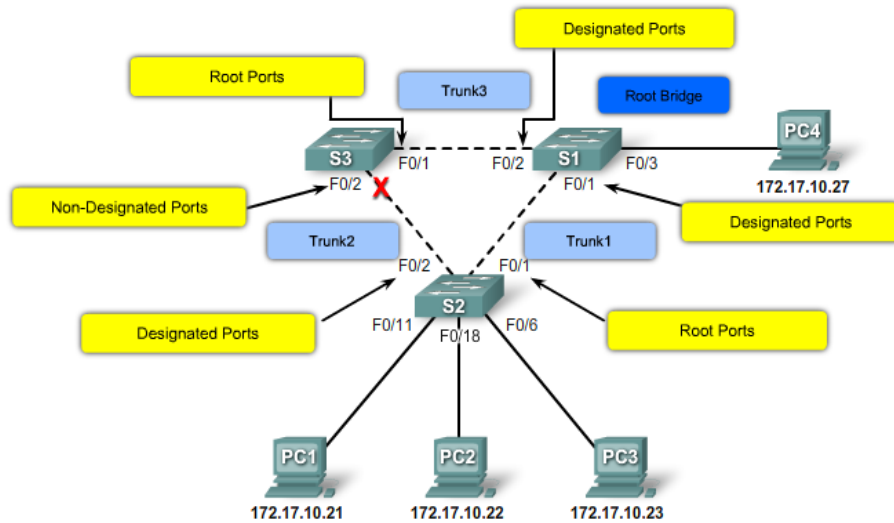 Designated Ports
Root Ports
Trunk3
Root Bridge
PC4
S3
F0/1
F0/2
S1
F0/3
F0/2
X
F0/1
172.17.10.27
Non-Designated Ports
Designated Ports
Trunk2
Trunk1
F0/2
F0/1
S2
Designated Ports
F0/11
F0/18
F0/6
Root Ports
PC1
PC2
PC3
172.17.10.21
172.17.10.22
172.17.10.23